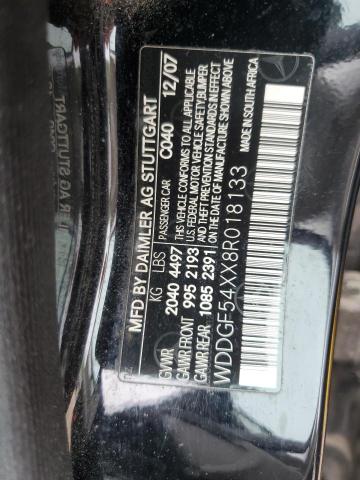 MFD BY DAIMLER AG STUTTGART
KG LBS PASSENGER CAR C040 12/07
GVWR 2040 4497 THIS VEHICLE CONFORMS TO ALL APPLICABLE
GAWR FRONT 995 2193 U.S. FEDERAL MOTOR VEHICLE SAFETY, BUMPER
GAWR REAR 1085 2391 AND THEFT PREVENTION STANDARDS IN EFFECT
ON THE DATE OF MANUFACTURE SHOWN ABOVE
WDDGF54XX8R018133 MADE IN SOUTH AFRICA